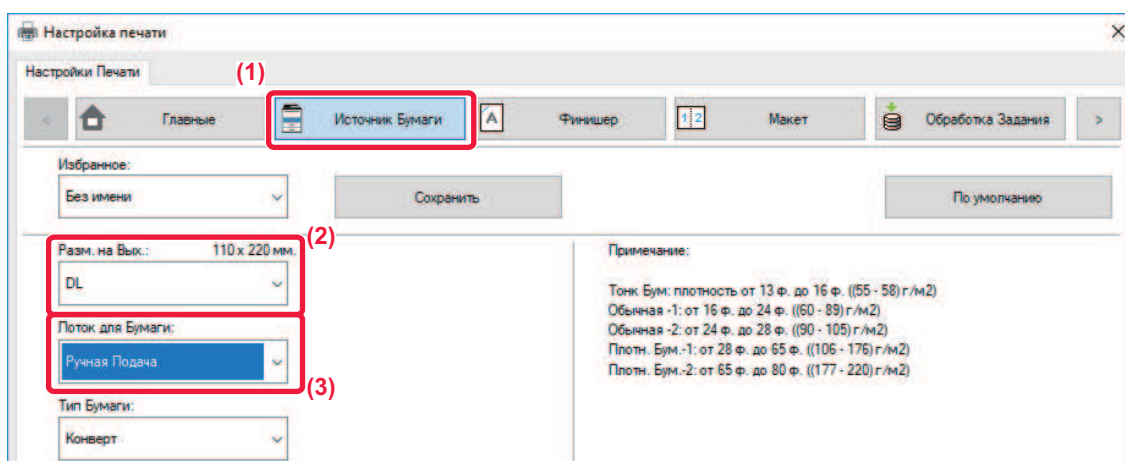 Настройка печати
Настройки Печати
(1)
<
Главные
Источник Бумаги
A
Финишер
1 2
Макет
Обработка Задания
>
Избранное:
Без имени
Сохранить
По умолчанию
(2)
Разм. на Вых.: 110 x 220 мм.
DL
Поток для Бумаги:
Ручная Подача
(3)
Тип Бумаги:
Конверт
Примечание:
Тонк Бум: плотность от 13 ф. до 16 ф. ((55 - 58) г/м2)
Обычная -1: от 16 ф. до 24 ф. ((60 - 89) г/м2)
Обычная -2: от 24 ф. до 28 ф. ((90 - 105) г/м2)
Плотн. Бум.-1: от 28 ф. до 65 ф. ((106 - 176) г/м2)
Плотн. Бум.-2: от 65 ф. до 80 ф. ((177 - 220) г/м2)